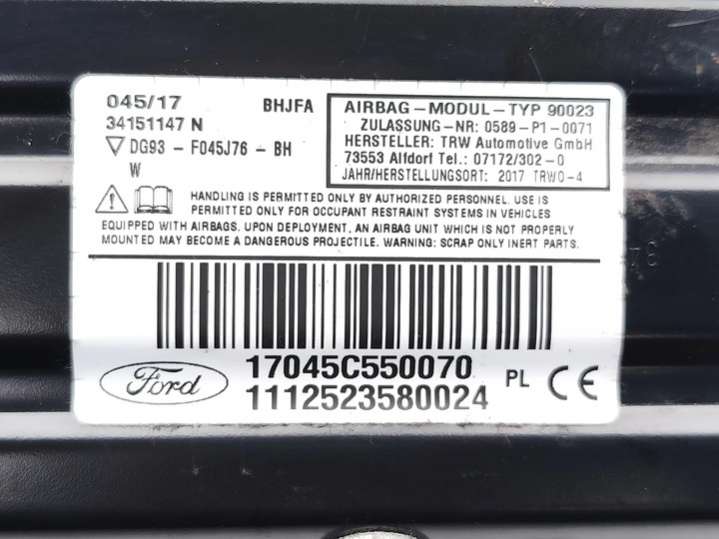 045/17 BHJFA
34151147 N
DG93 - F045J76 - BH
W
AIRBAG-MODUL-TYP 90023
ZULASSUNG-NR: 0589-P1-0071
HERSTELLER: TRW Automotive GmbH
73553 Alfdorf Tel.: 07172/302-0
JAHR/HERSTELLUNGSORT: 2017 TRWO-4
HANDLING IS PERMITTED ONLY BY AUTHORIZED PERSONNEL. USE IS
PERMITTED ONLY FOR OCCUPANT RESTRAINT SYSTEMS IN VEHICLES
EQUIPPED WITH AIRBAGS. UPON DEPLOYMENT, AN AIRBAG UNIT WHICH IS NOT PROPERLY
MOUNTED MAY BECOME A DANGEROUS PROJECTILE. WARNING: SCRAP ONLY INERT PARTS.
Ford 17045C550070 PL CE
1112523580024